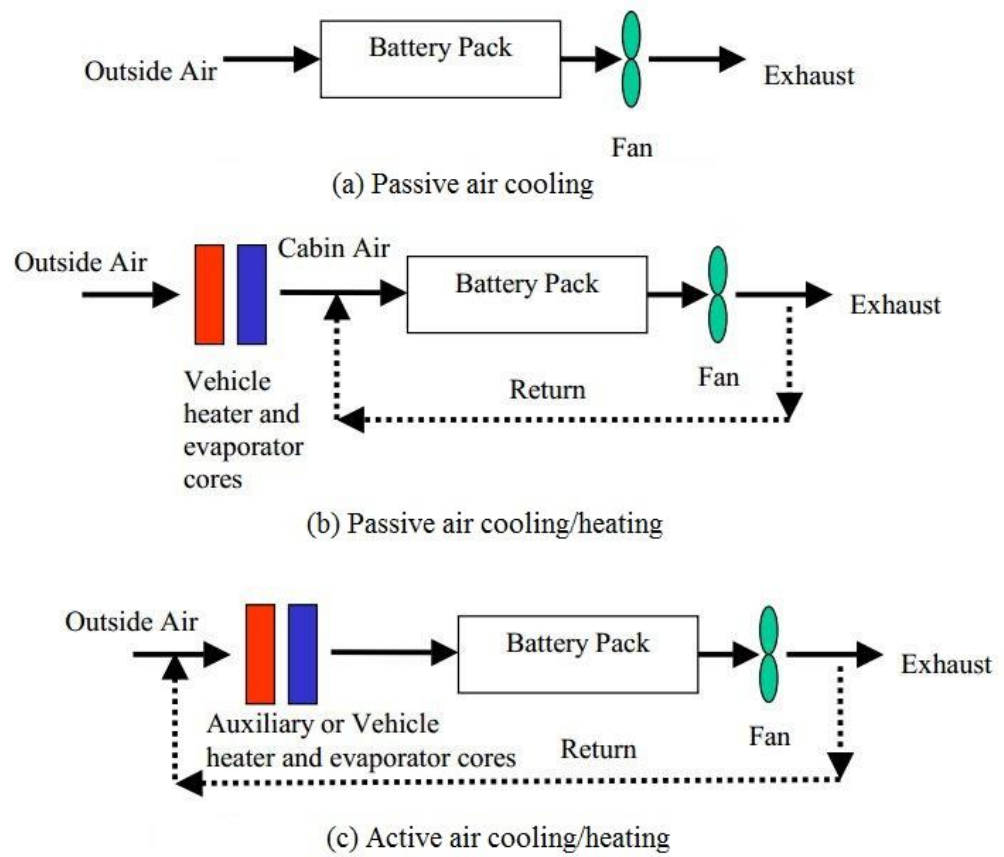 Battery Pack
Outside Air
Exhaust
Fan
(a) Passive air cooling
Cabin Air
Outside Air
Battery Pack
Exhaust
Vehicle
heater and
evaporator
cores
Return
Fan
(b) Passive air cooling/heating
Outside Air
Battery Pack
Exhaust
Auxiliary or Vehicle
heater and evaporator cores
Return
Fan
(c) Active air cooling/heating